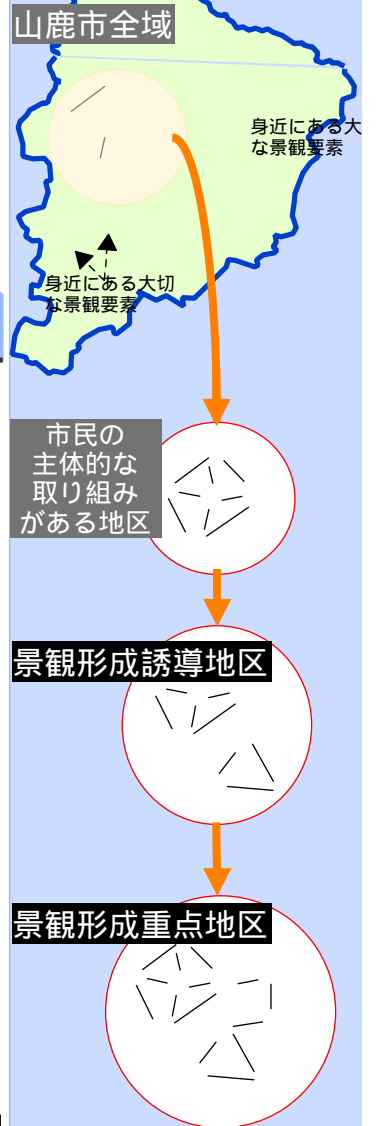 山鹿市全域
身近にある大
な景観要素
身近にある大切
な景観要素
市民の
主体的な
取り組み
がある地区
景観形成誘導地区
景観形成重点地区